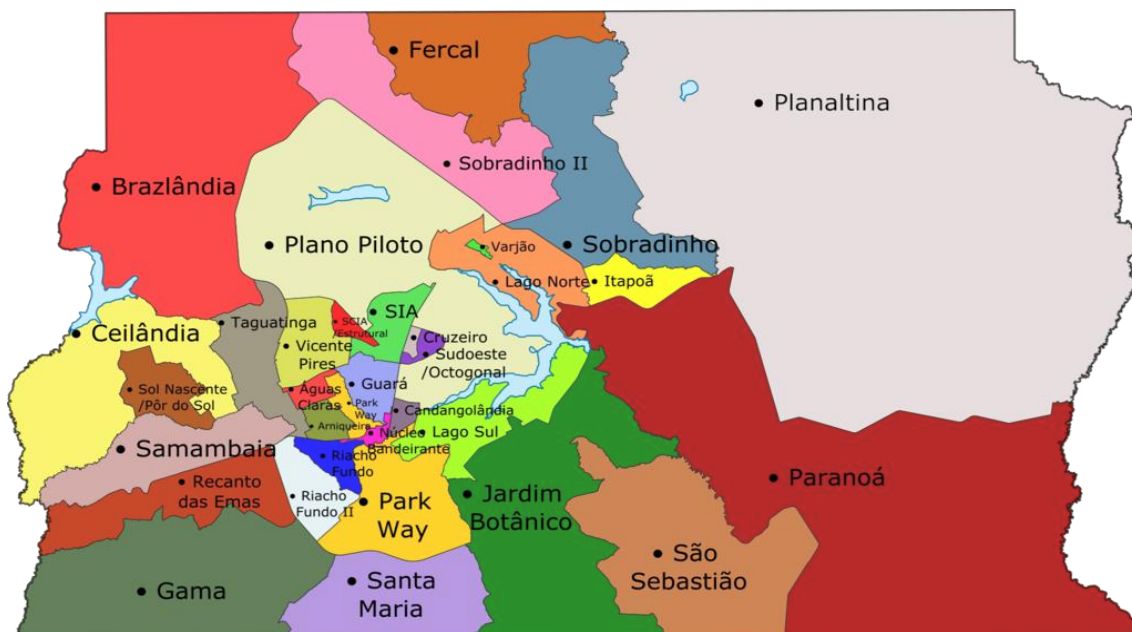 Fercal
Planaltina
Sobradinho II
Brazlândia
Plano Piloto
Varjão
Sobradinho
Lago Norte
Itapoã
Taguatinga
SIA
SCIA
/Estrutural
Ceilândia
Vicente
Pires
Cruzeiro
Sudoeste
/Octogonal
Sol Nascente
/Pôr do Sol
Águas
Claras
Guará
Park
Way
Candangolândia
Arniqueira
Núcleo
Bandeirante
Lago Sul
Samambaia
Riacho
Fundo
Recanto
das Emas
Riacho
Fundo II
Park
Way
Jardim
Botânico
Paranoá
São
Sebastião
Gama
Santa
Maria